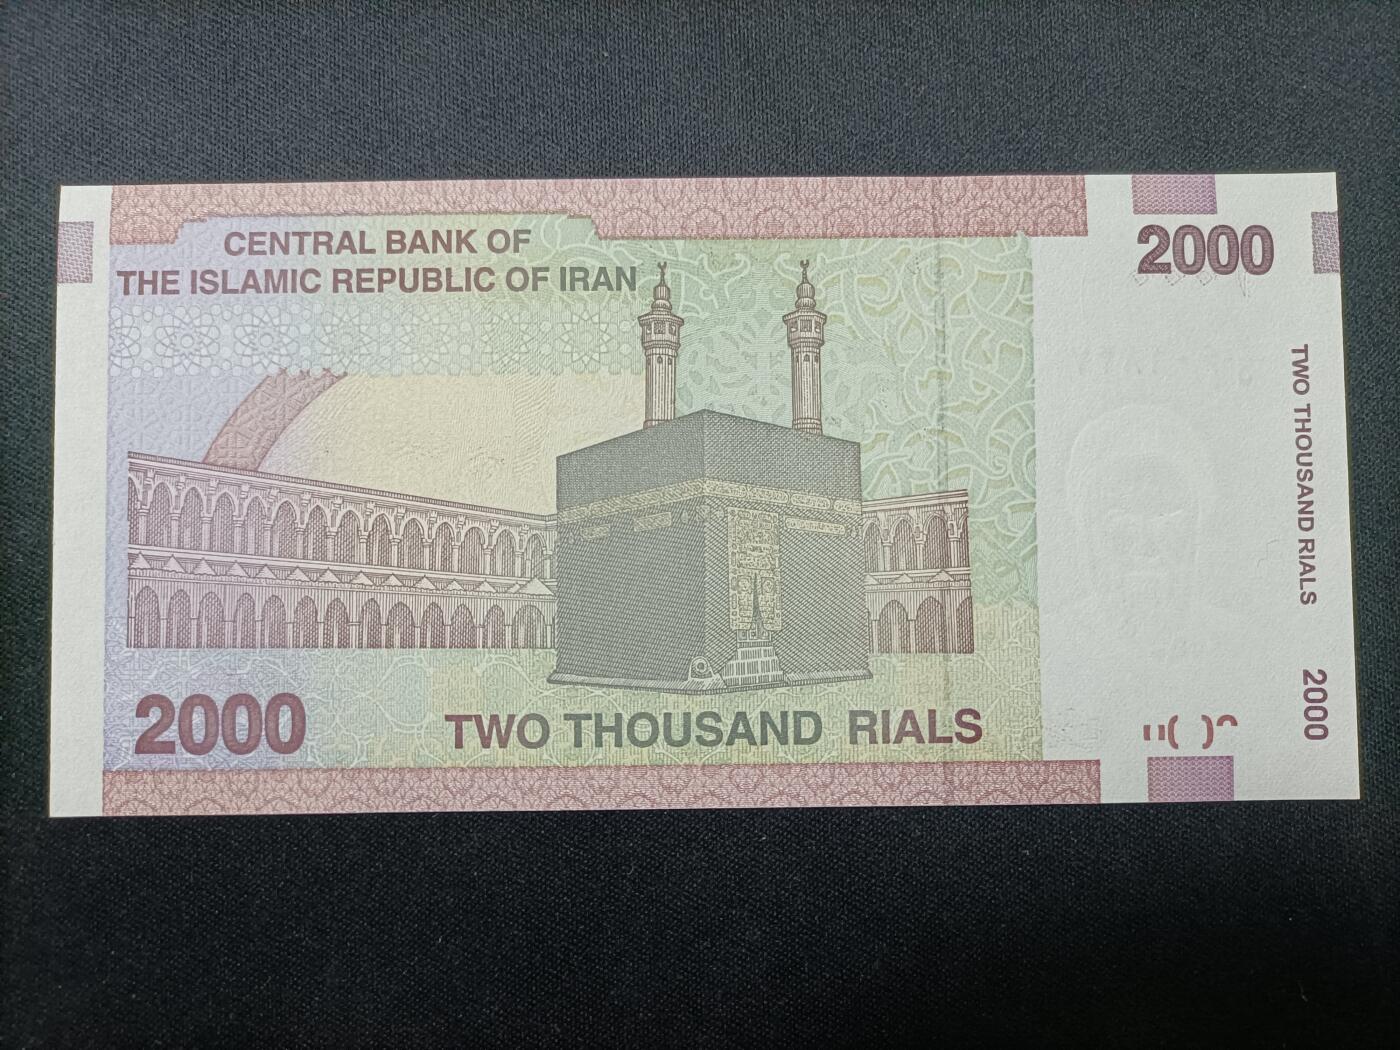 CENTRAL BANK OF
THE ISLAMIC REPUBLIC OF IRAN
2000
TWO THOUSAND RIALS
2000
TWO THOUSAND RIALS 2000